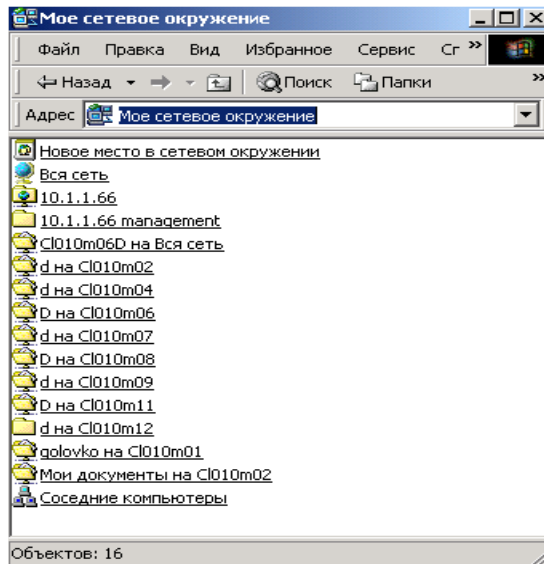 Мое сетевое окружение
Файл Правка Вид Избранное Сервис Ст »
Назад Поиск Папки »
Адрес Мое сетевое окружение
Новое место в сетевом окружении
Вся сеть
10.1.1.66
10.1.1.66 management
Cl010m06D на Вся сеть
d на Cl010m02
d на Cl010m04
D на Cl010m06
d на Cl010m07
D на Cl010m08
d на Cl010m09
D на Cl010m11
d на Cl010m12
golovko на Cl010m01
Мои документы на Cl010m02
Соседние компьютеры
Объектов: 16